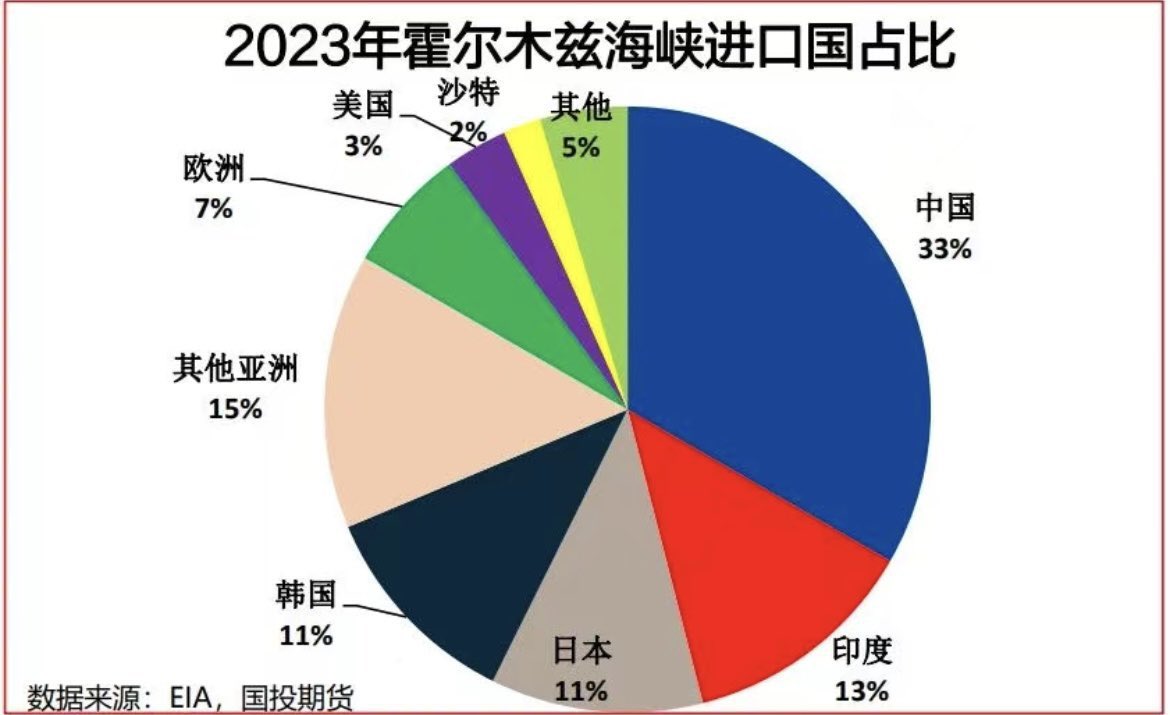 2023年霍尔木兹海峡进口国占比
沙特
2%
其他
5%
美国
3%
欧洲
7%
中国
33%
其他亚洲
15%
韩国
11%
日本
11%
印度
13%
数据来源：EIA，国投期货